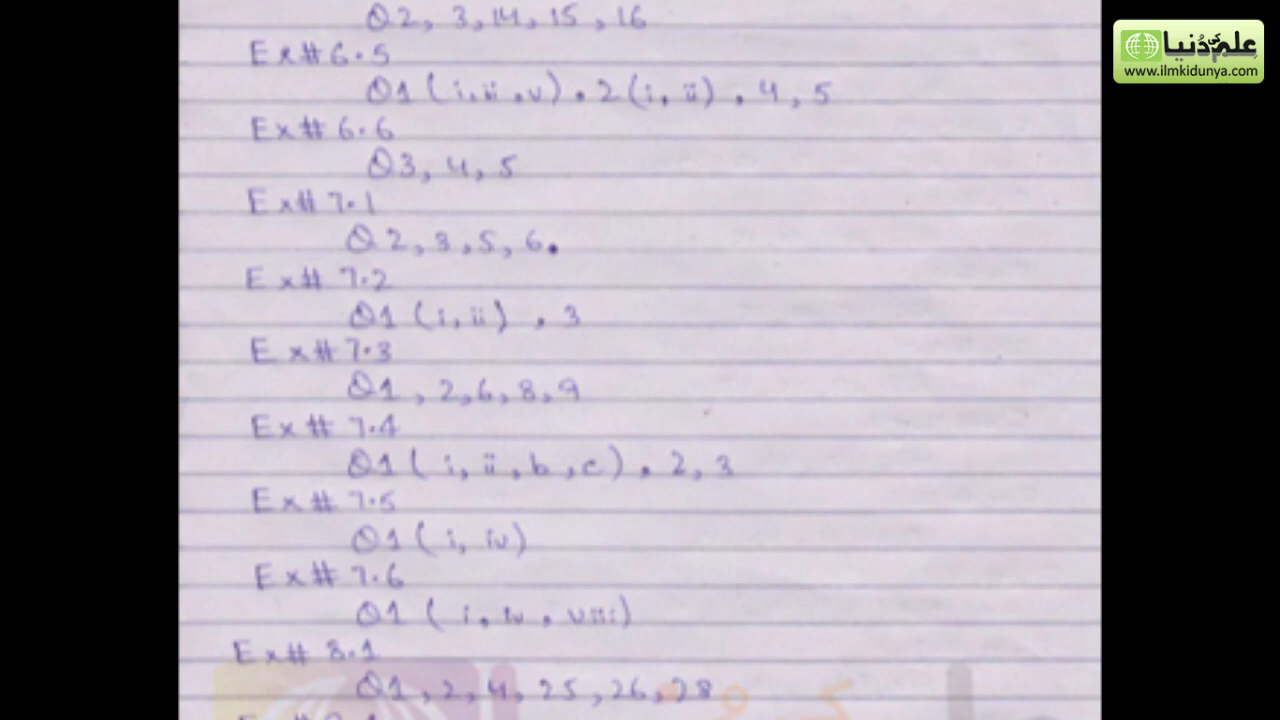 Q2, 3, 14, 15, 16
Ex# 6.5
Q1 (i, ii, v). 2 (i, ii). 4, 5
Ex# 6.6
Q3, 4, 5
Ex# 7.1
Q2, 3, 5, 6.
Ex# 7.2
Q1 (i, ii) . 3
Ex# 7.3
Q1, 2, 6, 8, 9
Ex# 7.4
Q1 (i, ii, b, c). 2, 3
Ex# 7.5
Q1 (i, iv)
Ex# 7.6
Q1 (i, iv, viii)
Ex# 8.1
Q1, 2, 4, 25, 26, 28
علم کی دُنیا
www.ilmkidunya.com